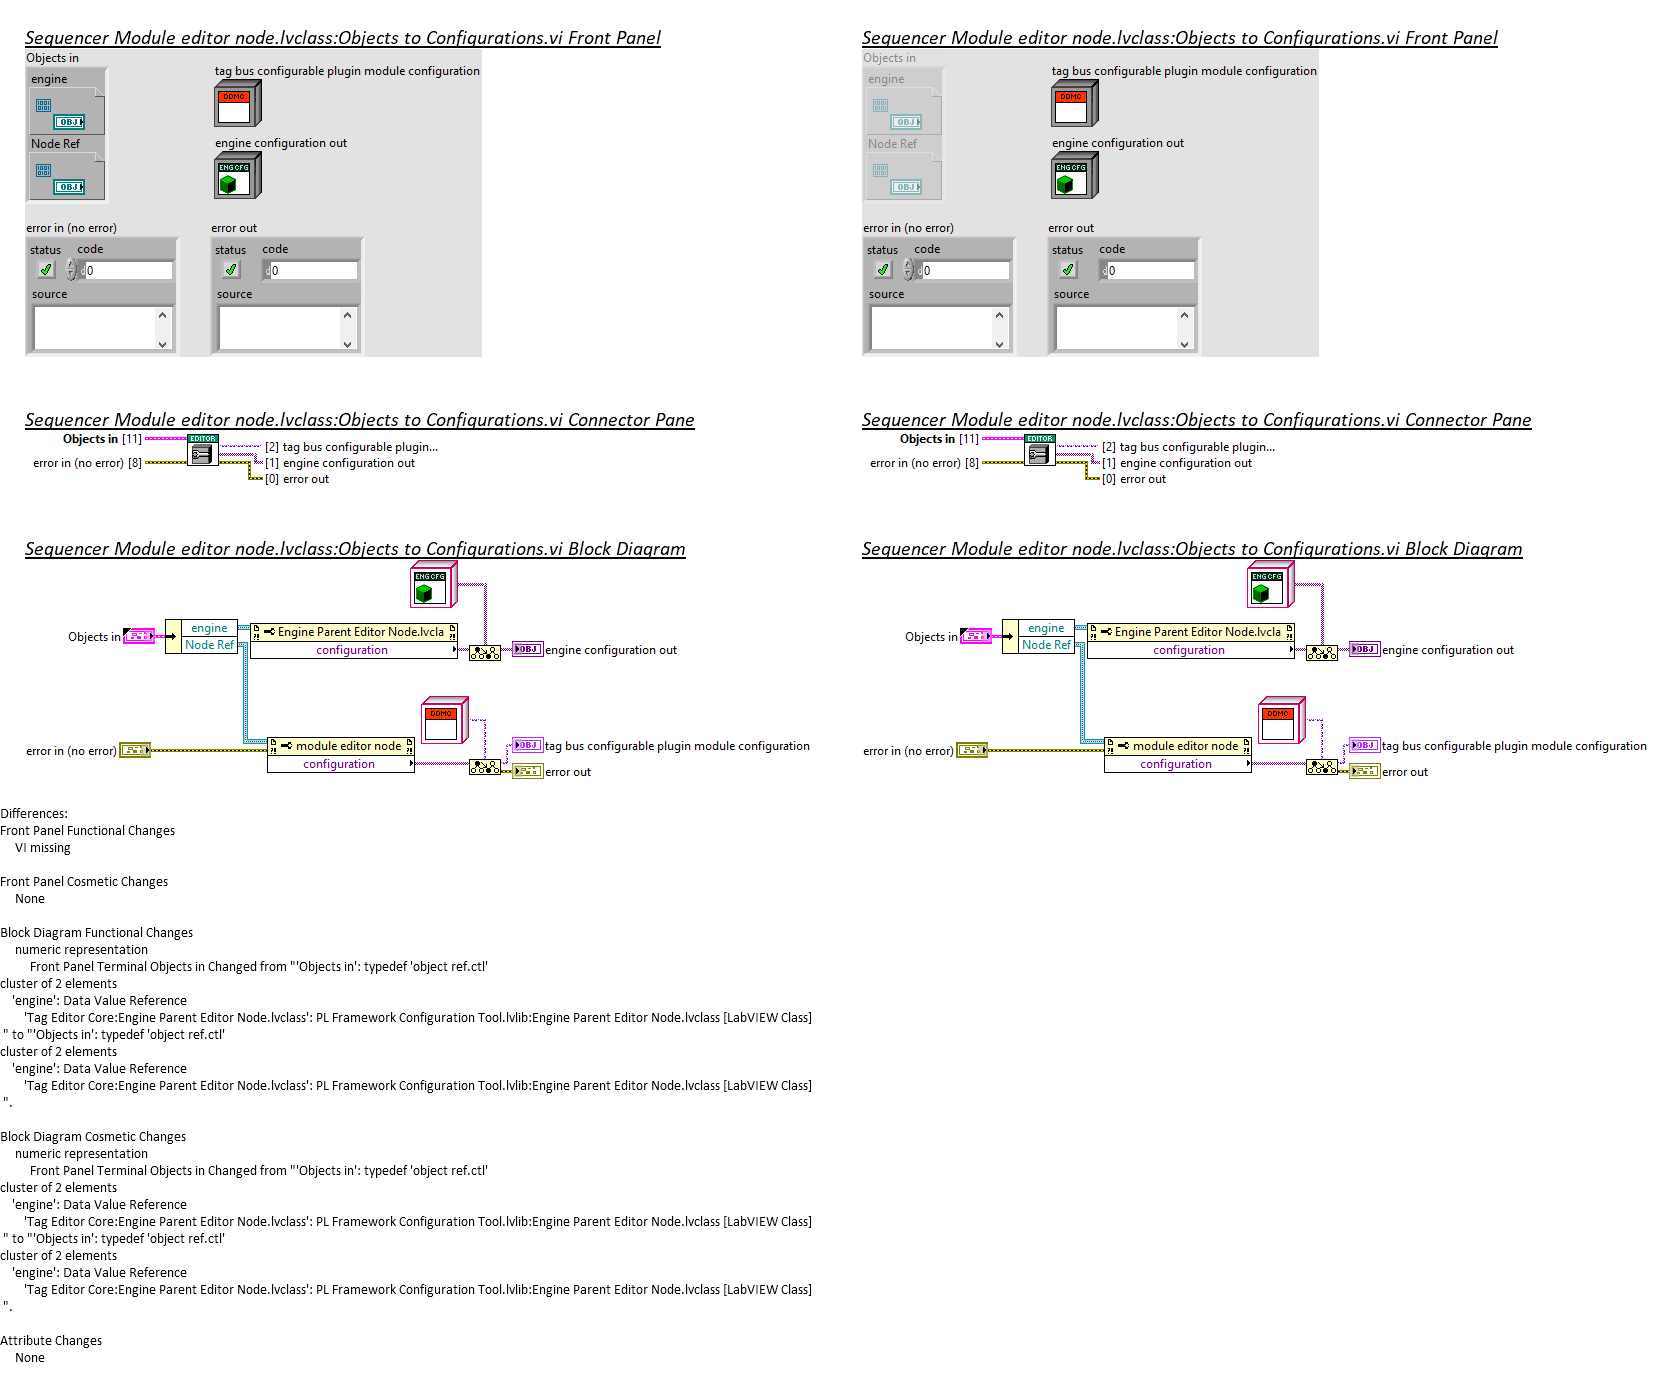 Sequencer Module editor node.lvclass:Objects to Configurations.vi Front Panel
Objects in
engine
OBJ
Node Ref
OBJ
tag bus configurable plugin module configuration
DDMC
engine configuration out
ENG CFG
error in (no error)
status code
0
source
error out
status code
0
source
Sequencer Module editor node.lvclass:Objects to Configurations.vi Front Panel
Objects in
engine
OBJ
Node Ref
OBJ
tag bus configurable plugin module configuration
DDMC
engine configuration out
ENG CFG
error in (no error)
status code
0
source
error out
status code
0
source
Sequencer Module editor node.lvclass:Objects to Configurations.vi Connector Pane
Objects in [11]
EDITOR
error in (no error) [8]
[2] tag bus configurable plugin...
[1] engine configuration out
[0] error out
Sequencer Module editor node.lvclass:Objects to Configurations.vi Connector Pane
Objects in [11]
EDITOR
error in (no error) [8]
[2] tag bus configurable plugin...
[1] engine configuration out
[0] error out
Sequencer Module editor node.lvclass:Objects to Configurations.vi Block Diagram
ENG CFG
Objects in
engine
Node Ref
Engine Parent Editor Node.lvcla
configuration
OBJ
engine configuration out
DDMC
error in (no error)
module editor node
configuration
OBJ
tag bus configurable plugin module configuration
error out
Sequencer Module editor node.lvclass:Objects to Configurations.vi Block Diagram
ENG CFG
Objects in
engine
Node Ref
Engine Parent Editor Node.lvcla
configuration
OBJ
engine configuration out
DDMC
error in (no error)
module editor node
configuration
OBJ
tag bus configurable plugin module configuration
error out
Differences:
Front Panel Functional Changes
VI missing
Front Panel Cosmetic Changes
None
Block Diagram Functional Changes
numeric representation
Front Panel Terminal Objects in Changed from "'Objects in': typedef 'object ref.ctl'
cluster of 2 elements
'engine': Data Value Reference
'Tag Editor Core:Engine Parent Editor Node.lvclass': PL Framework Configuration Tool.lvlib:Engine Parent Editor Node.lvclass [LabVIEW Class]
" to "'Objects in': typedef 'object ref.ctl'
cluster of 2 elements
'engine': Data Value Reference
'Tag Editor Core:Engine Parent Editor Node.lvclass': PL Framework Configuration Tool.lvlib:Engine Parent Editor Node.lvclass [LabVIEW Class]
".
Block Diagram Cosmetic Changes
numeric representation
Front Panel Terminal Objects in Changed from "'Objects in': typedef 'object ref.ctl'
cluster of 2 elements
'engine': Data Value Reference
'Tag Editor Core:Engine Parent Editor Node.lvclass': PL Framework Configuration Tool.lvlib:Engine Parent Editor Node.lvclass [LabVIEW Class]
" to "'Objects in': typedef 'object ref.ctl'
cluster of 2 elements
'engine': Data Value Reference
'Tag Editor Core:Engine Parent Editor Node.lvclass': PL Framework Configuration Tool.lvlib:Engine Parent Editor Node.lvclass [LabVIEW Class]
".
Attribute Changes
None